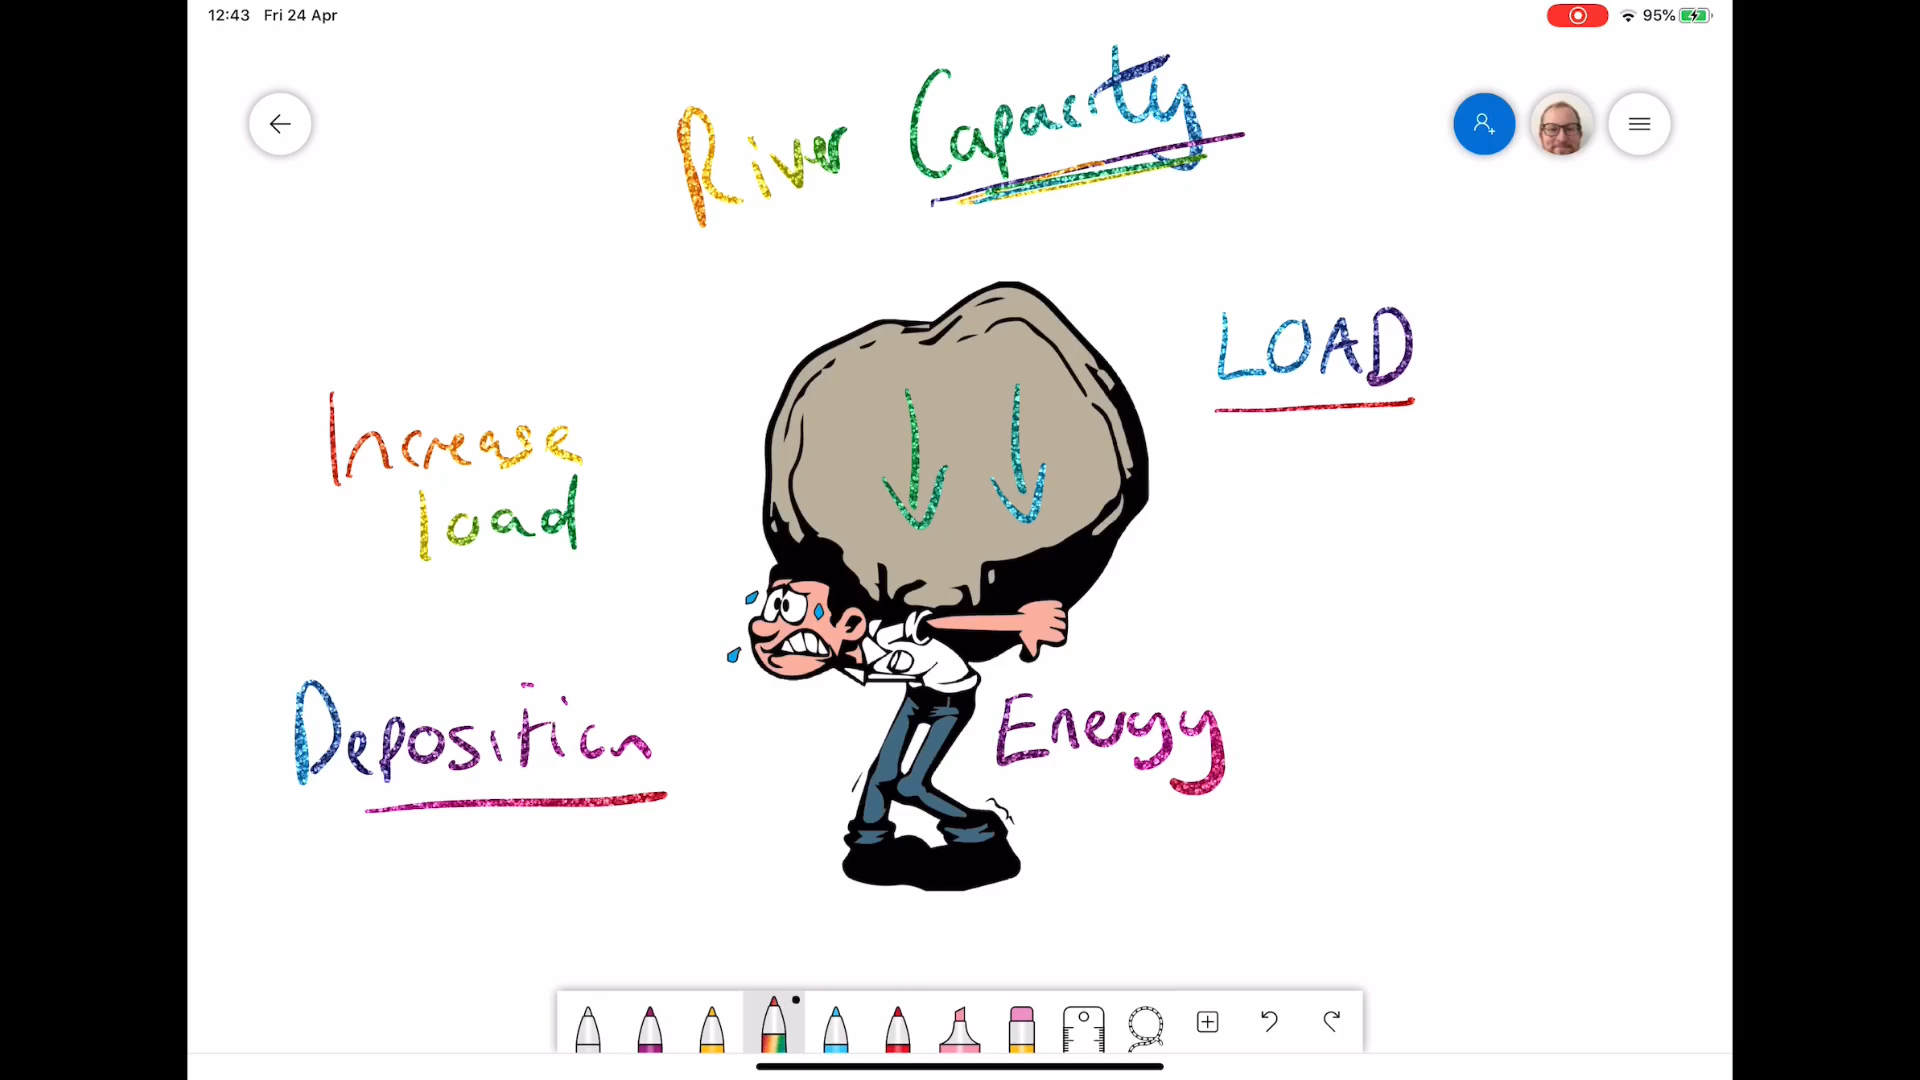 12:43 Fri 24 Apr
95%
River Capacity
LOAD
Increase
load
Deposition
Energy